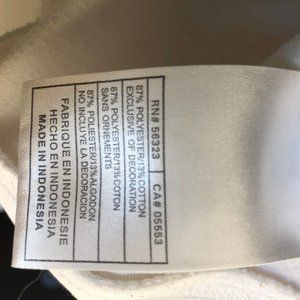 RN# 56323 CA# 05553
87% POLYESTER/13% COTTON
EXCLUSIVE OF DECORATION
87% POLYESTER/13% COTON
SANS ORNEMENTS
87% POLIESTER/13% ALGODON
NO INCLUYE LA DECORACION
FABRIQUE EN INDONESIE
HECHO EN INDONESIA
MADE IN INDONESIA